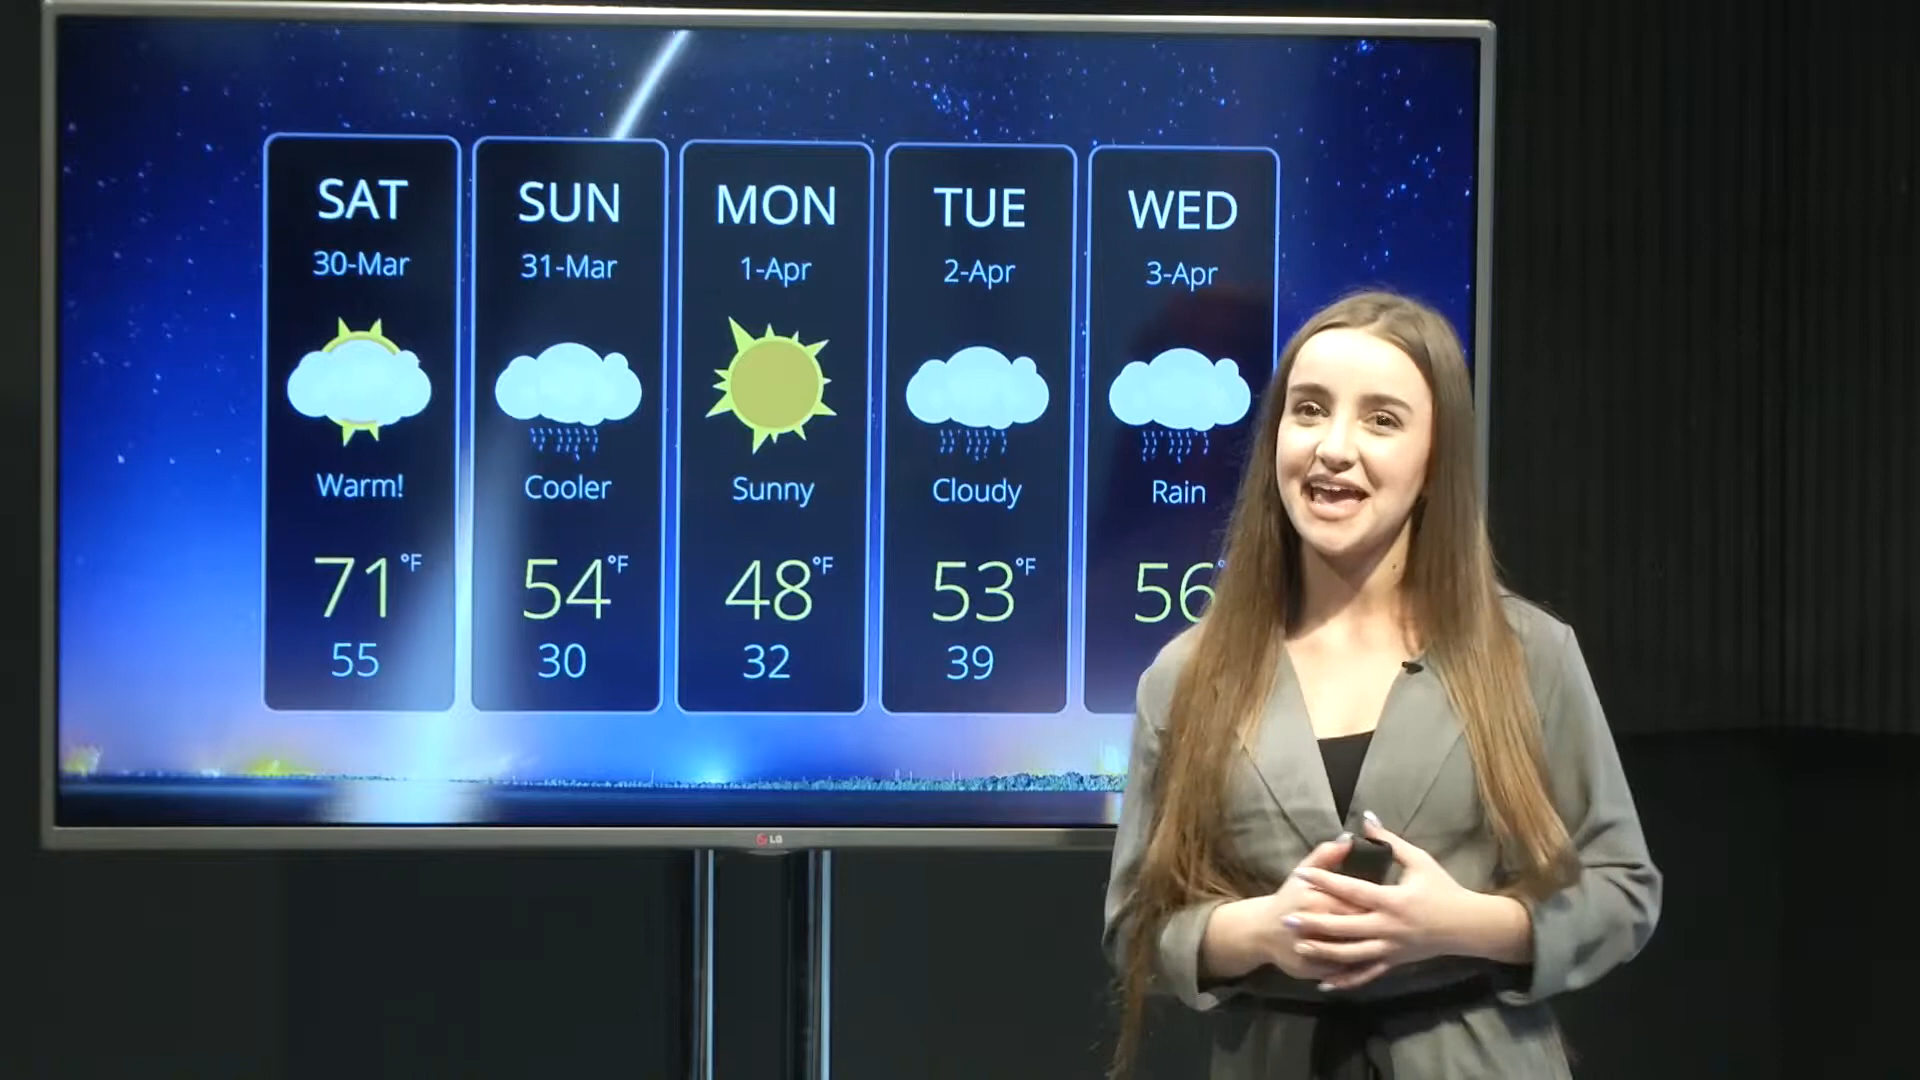 SAT
30-Mar
Warm!
71°F
55
SUN
31-Mar
Cooler
54°F
30
MON
1-Apr
Sunny
48°F
32
TUE
2-Apr
Cloudy
53°F
39
WED
3-Apr
Rain
56°
LG